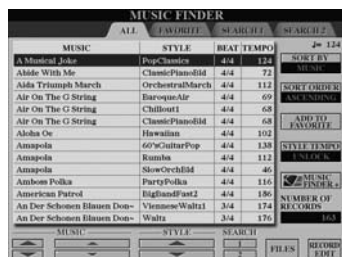 MUSIC FINDER
ALL FAVORITE SEARCH 1 SEARCH 2
MUSIC STYLE BEAT TEMPO
♩= 124
A Musical Joke PopClassics 4/4 124
Abide With Me ClassicPianoBld 4/4 72
Aida Triumph March OrchestralMarch 4/4 112
Air On The G String BaroqueAir 4/4 69
Air On The G String Chillout1 4/4 68
Air On The G String ClassicPianoBld 4/4 68
Aloha Oe Hawaiian 4/4 102
Amapola 60'sGuitarPop 4/4 138
Amapola Rumba 4/4 112
Amapola SlowOrchBld 4/4 46
Amboss Polka PartyPolka 4/4 116
American Patrol BigBandFast2 4/4 186
An Der Schonen Blauen Don~ VienneseWaltz1 3/4 174
An Der Schonen Blauen Don~ Waltz 3/4 176
SORT BY
MUSIC
SORT ORDER
ASCENDING
ADD TO
FAVORITE
STYLE TEMPO
UNLOCK
MUSIC
FINDER+
NUMBER OF
RECORDS
163
MUSIC STYLE SEARCH
1
2
FILES
RECORD
EDIT